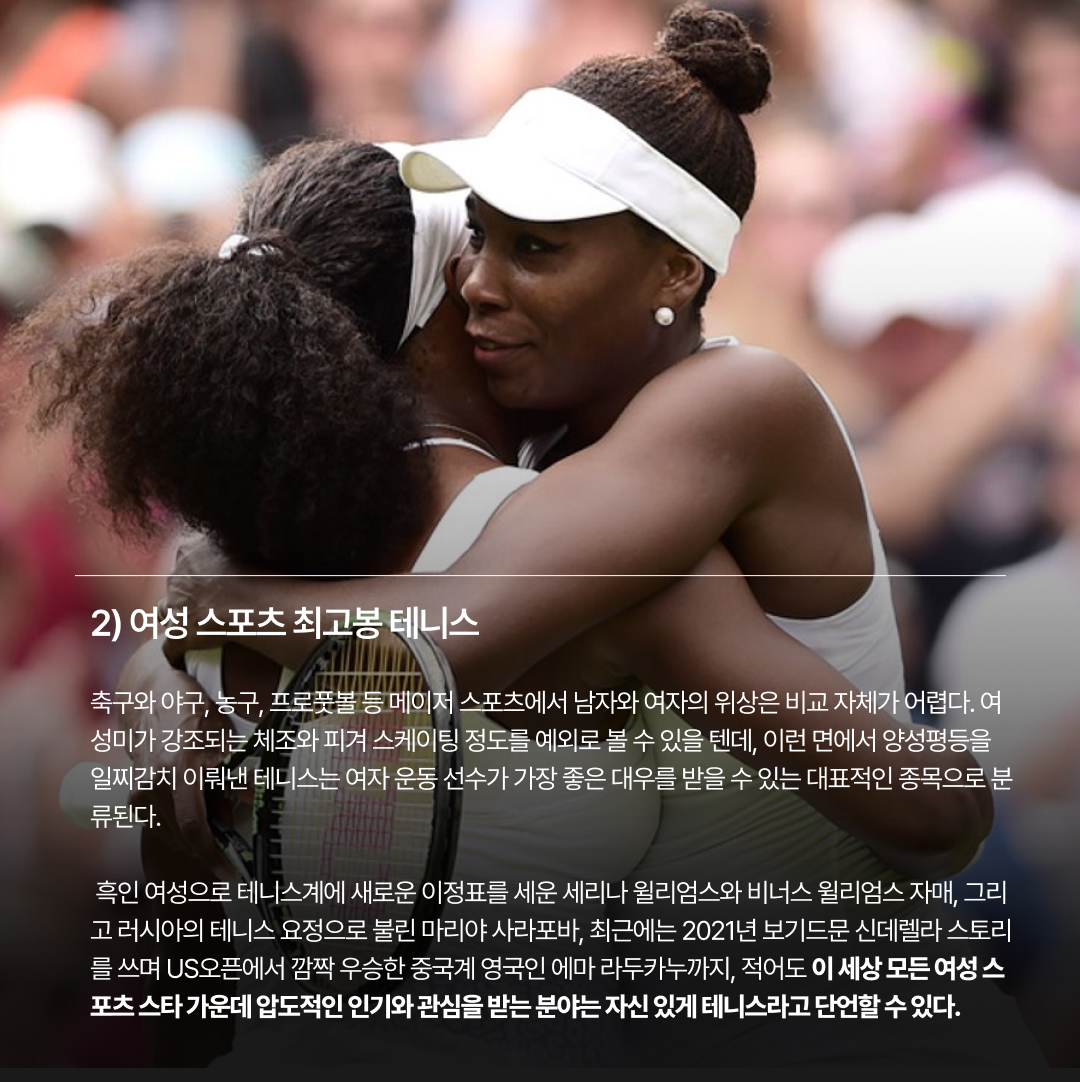 2) 여성 스포츠 최고봉 테니스
축구와 야구, 농구, 프로풋볼 등 메이저 스포츠에서 남자와 여자의 위상은 비교 자체가 어렵다. 여
성미가 강조되는 체조와 피겨 스케이팅 정도를 예외로 볼 수 있을 텐데, 이런 면에서 양성평등을
일찌감치 이뤄낸 테니스는 여자 운동 선수가 가장 좋은 대우를 받을 수 있는 대표적인 종목으로 분
류된다.
흑인 여성으로 테니스계에 새로운 이정표를 세운 세리나 윌리엄스와 비너스 윌리엄스 자매, 그리
고 러시아의 테니스 요정으로 불린 마리야 사라포바, 최근에는 2021년 보기드문 신데렐라 스토리
를 쓰며 US오픈에서 깜짝 우승한 중국계 영국인 에마 라두카누까지, 적어도 이 세상 모든 여성 스
포츠 스타 가운데 압도적인 인기와 관심을 받는 분야는 자신 있게 테니스라고 단언할 수 있다.